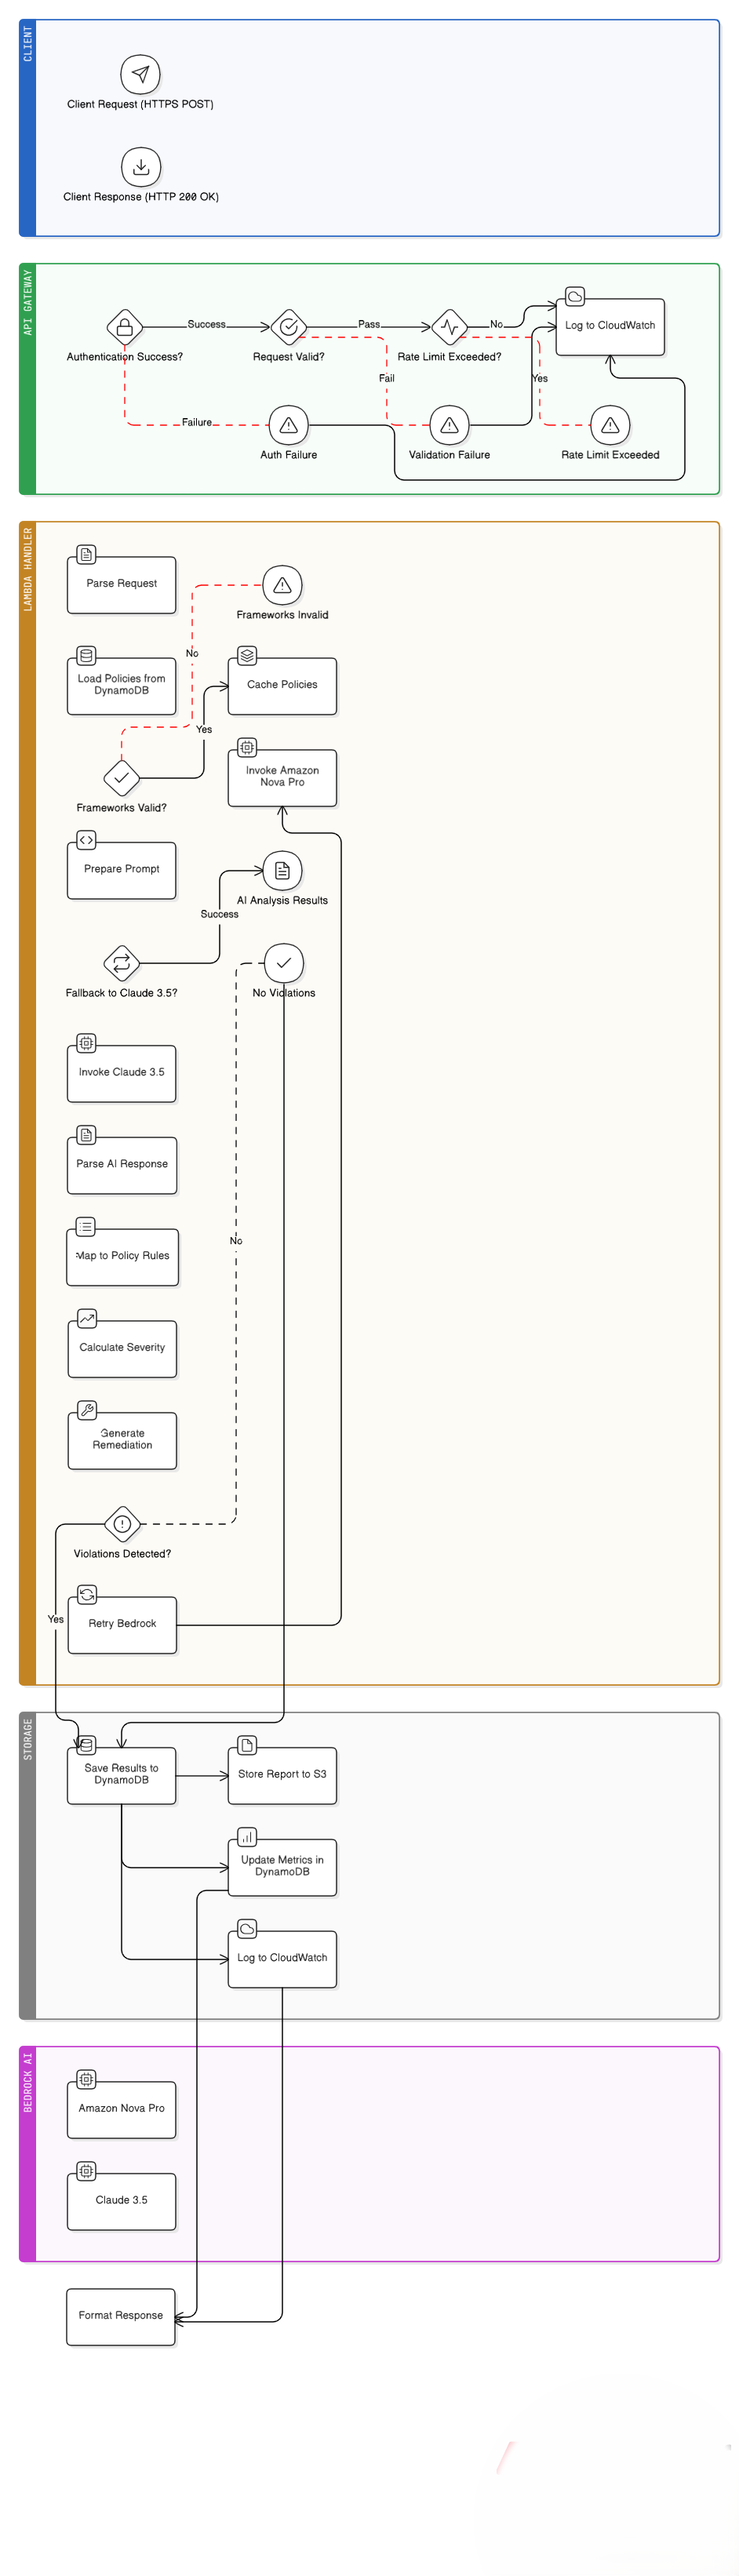 CLIENT
Client Request (HTTPS POST)
Client Response (HTTP 200 OK)
API GATEWAY
Success
Pass
No
Log to CloudWatch
Authentication Success?
Request Valid?
Rate Limit Exceeded?
Fail
Yes
Failure
Auth Failure
Validation Failure
Rate Limit Exceeded
LAMBDA HANDLER
Parse Request
Frameworks Invalid
No
Load Policies from
DynamoDB
Cache Policies
Yes
Invoke Amazon
Nova Pro
Frameworks Valid?
Prepare Prompt
AI Analysis Results
Success
Fallback to Claude 3.5?
No Violations
Invoke Claude 3.5
Parse AI Response
Map to Policy Rules
No
Calculate Severity
Generate
Remediation
Violations Detected?
Yes
Retry Bedrock
STORAGE
Save Results to
DynamoDB
Store Report to S3
Update Metrics in
DynamoDB
Log to CloudWatch
BEDROCK AI
Amazon Nova Pro
Claude 3.5
Format Response